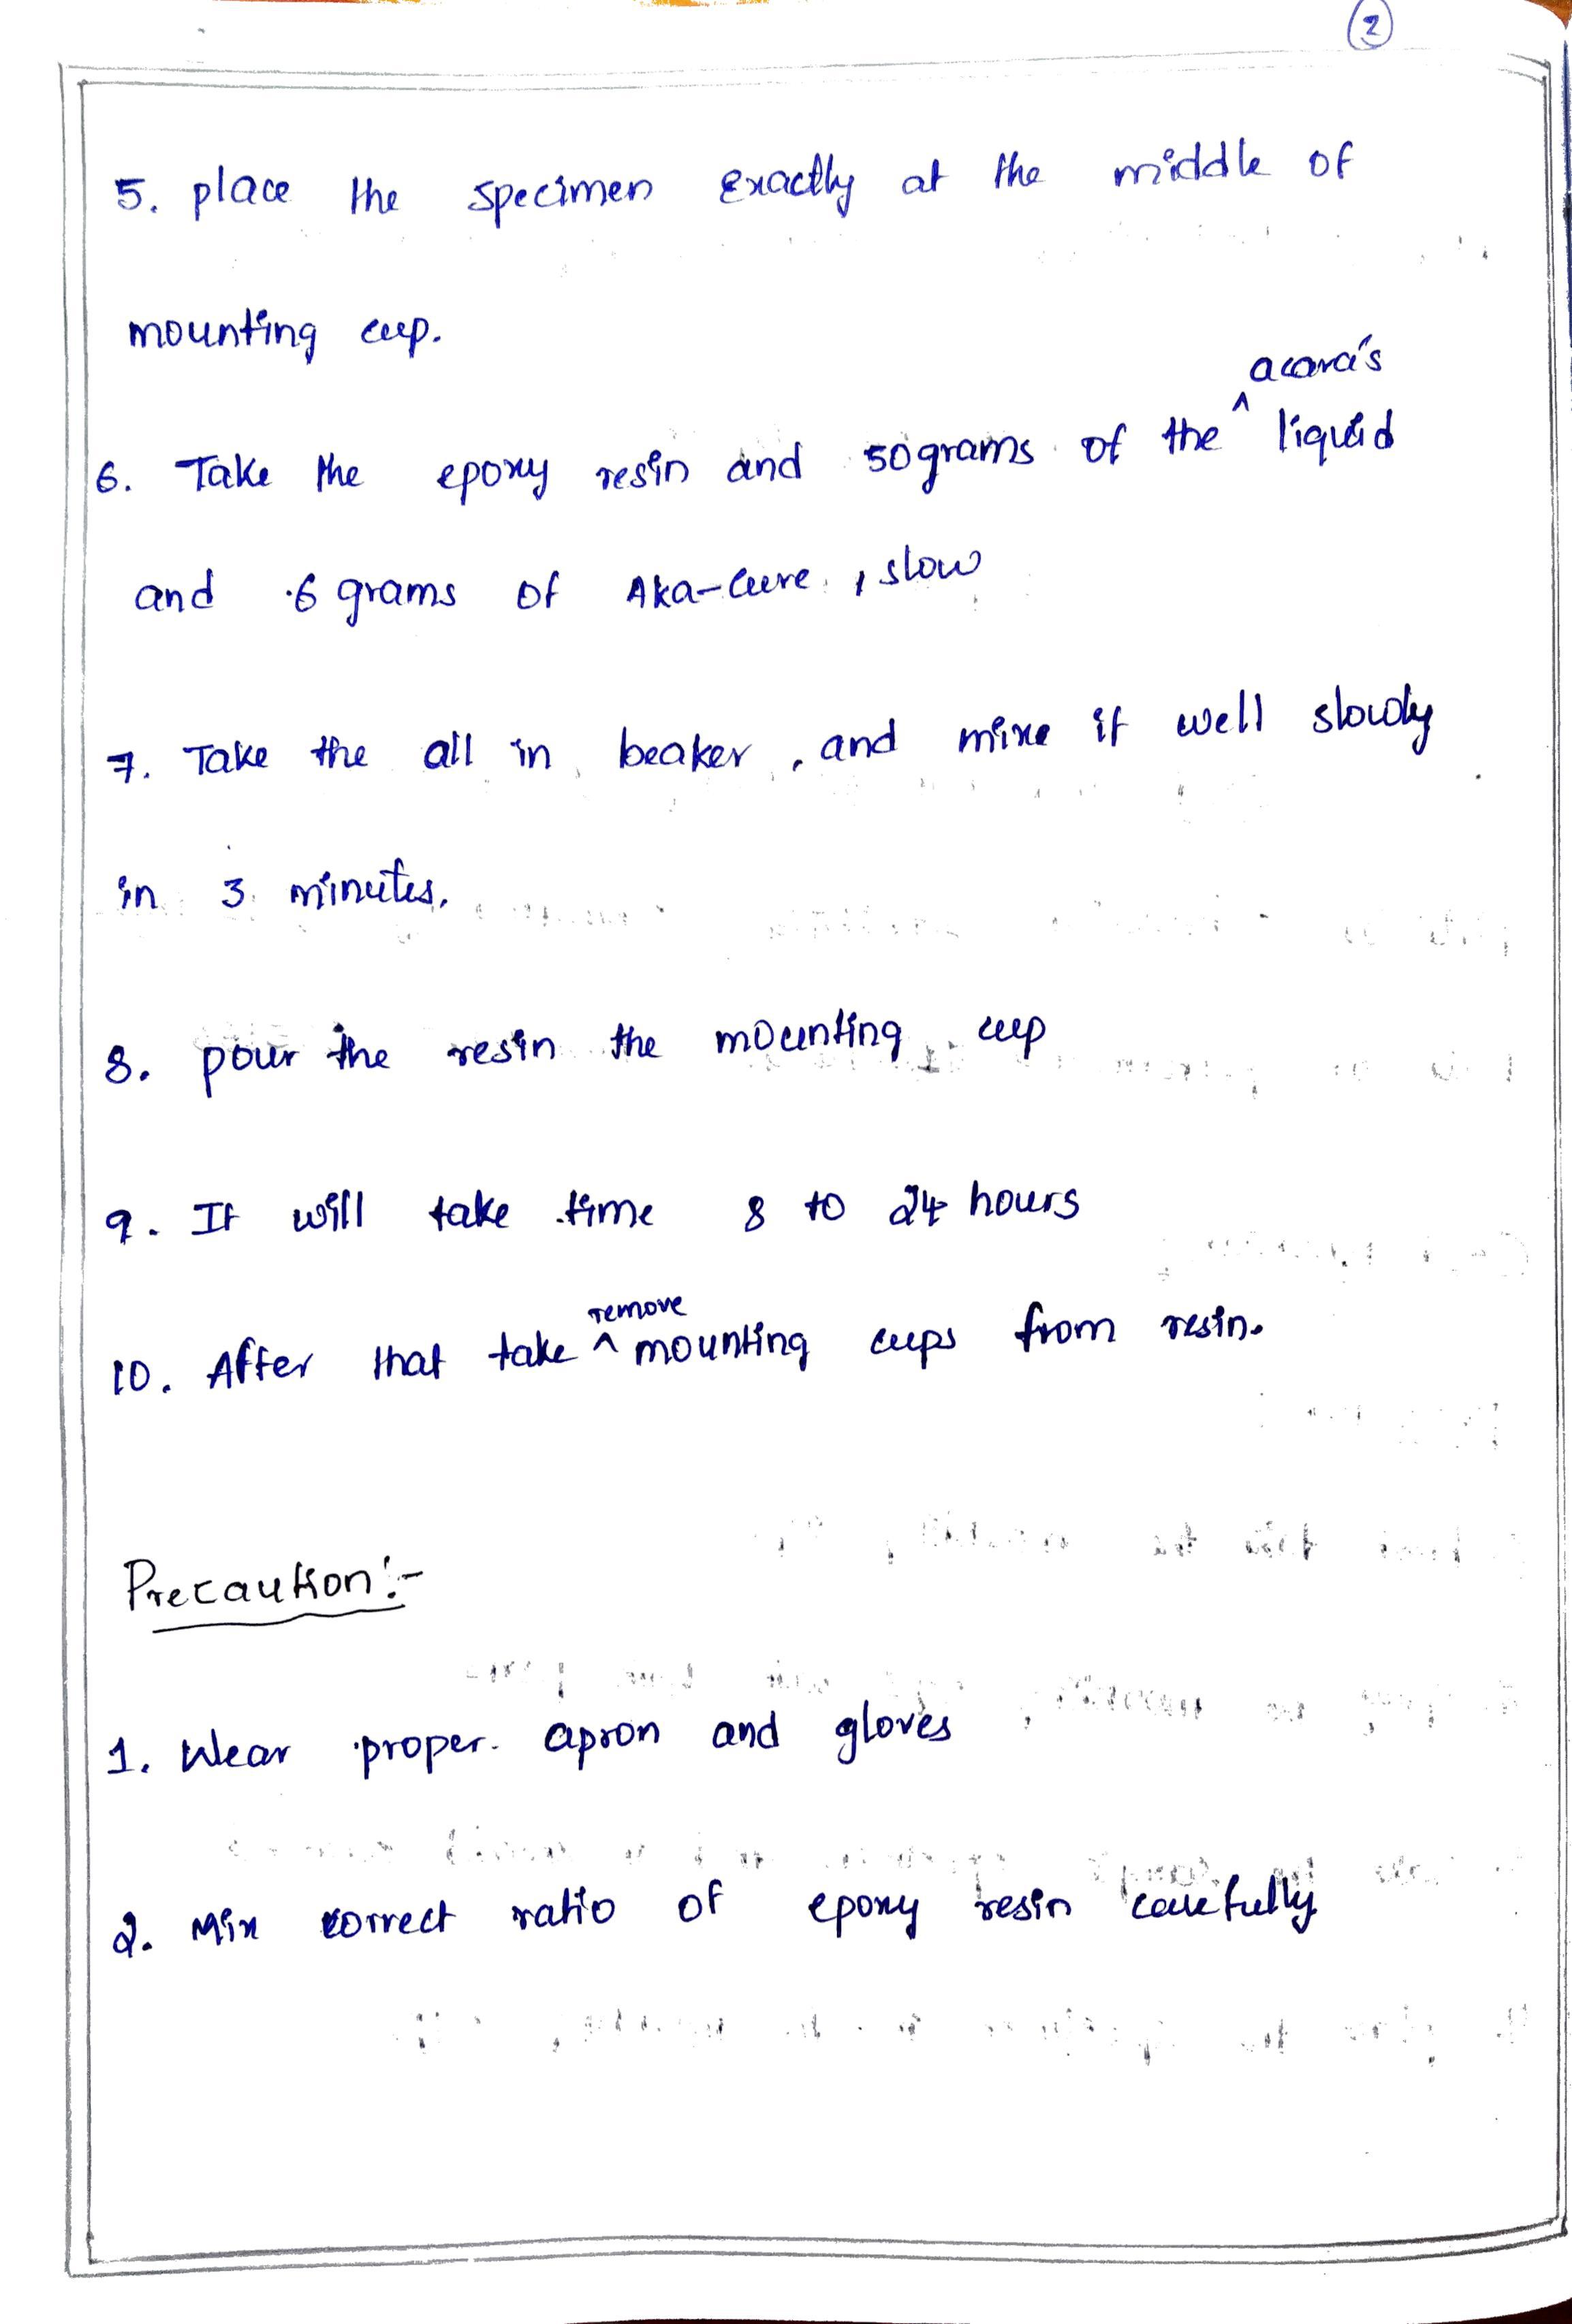 2
5. place the specimen Exactly at the middle of
mounting cup.
acara's
6. Take the epoxy resin and 50grams of the ^ liquid
and 6 grams of Aka-Cure, slow
7. Take the all in beaker, and mixe it well slowly
in 3 minutes.
8. pour the resin the mounting cup
9. It will take time 8 to 24 hours
remove
10. After that take ^ mounting cups from resin.
Precaution:-
1. Wear proper apron and gloves
2. Mix correct ratio of epoxy resin carefully